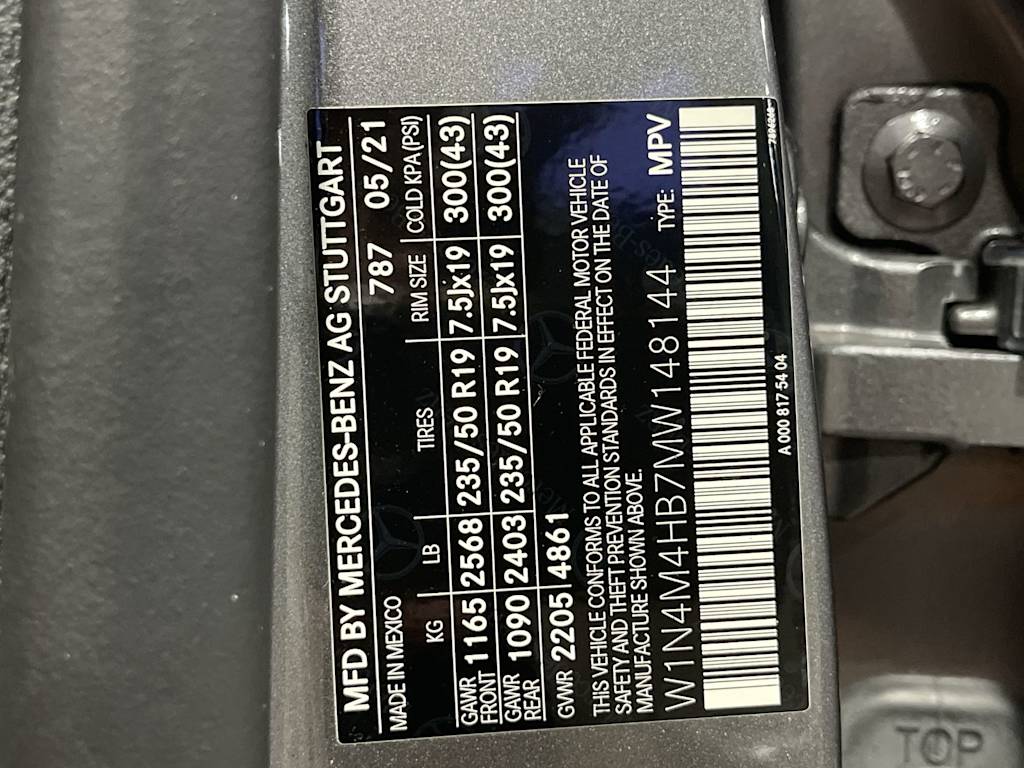 MFD BY MERCEDES-BENZ AG STUTTGART
MADE IN MEXICO 787 05/21
KG LB TIRES RIM SIZE COLD KPA(PSI)
GAWR FRONT 1165 2568 235/50 R19 7.5Jx19 300(43)
GAWR REAR 1090 2403 235/50 R19 7.5Jx19 300(43)
GVWR 2205 4861
THIS VEHICLE CONFORMS TO ALL APPLICABLE FEDERAL MOTOR VEHICLE
SAFETY AND THEFT PREVENTION STANDARDS IN EFFECT ON THE DATE OF
MANUFACTURE SHOWN ABOVE.
W1N4M4HB7MW148144 TYPE: MPV
A 000 817 54 04
TOP